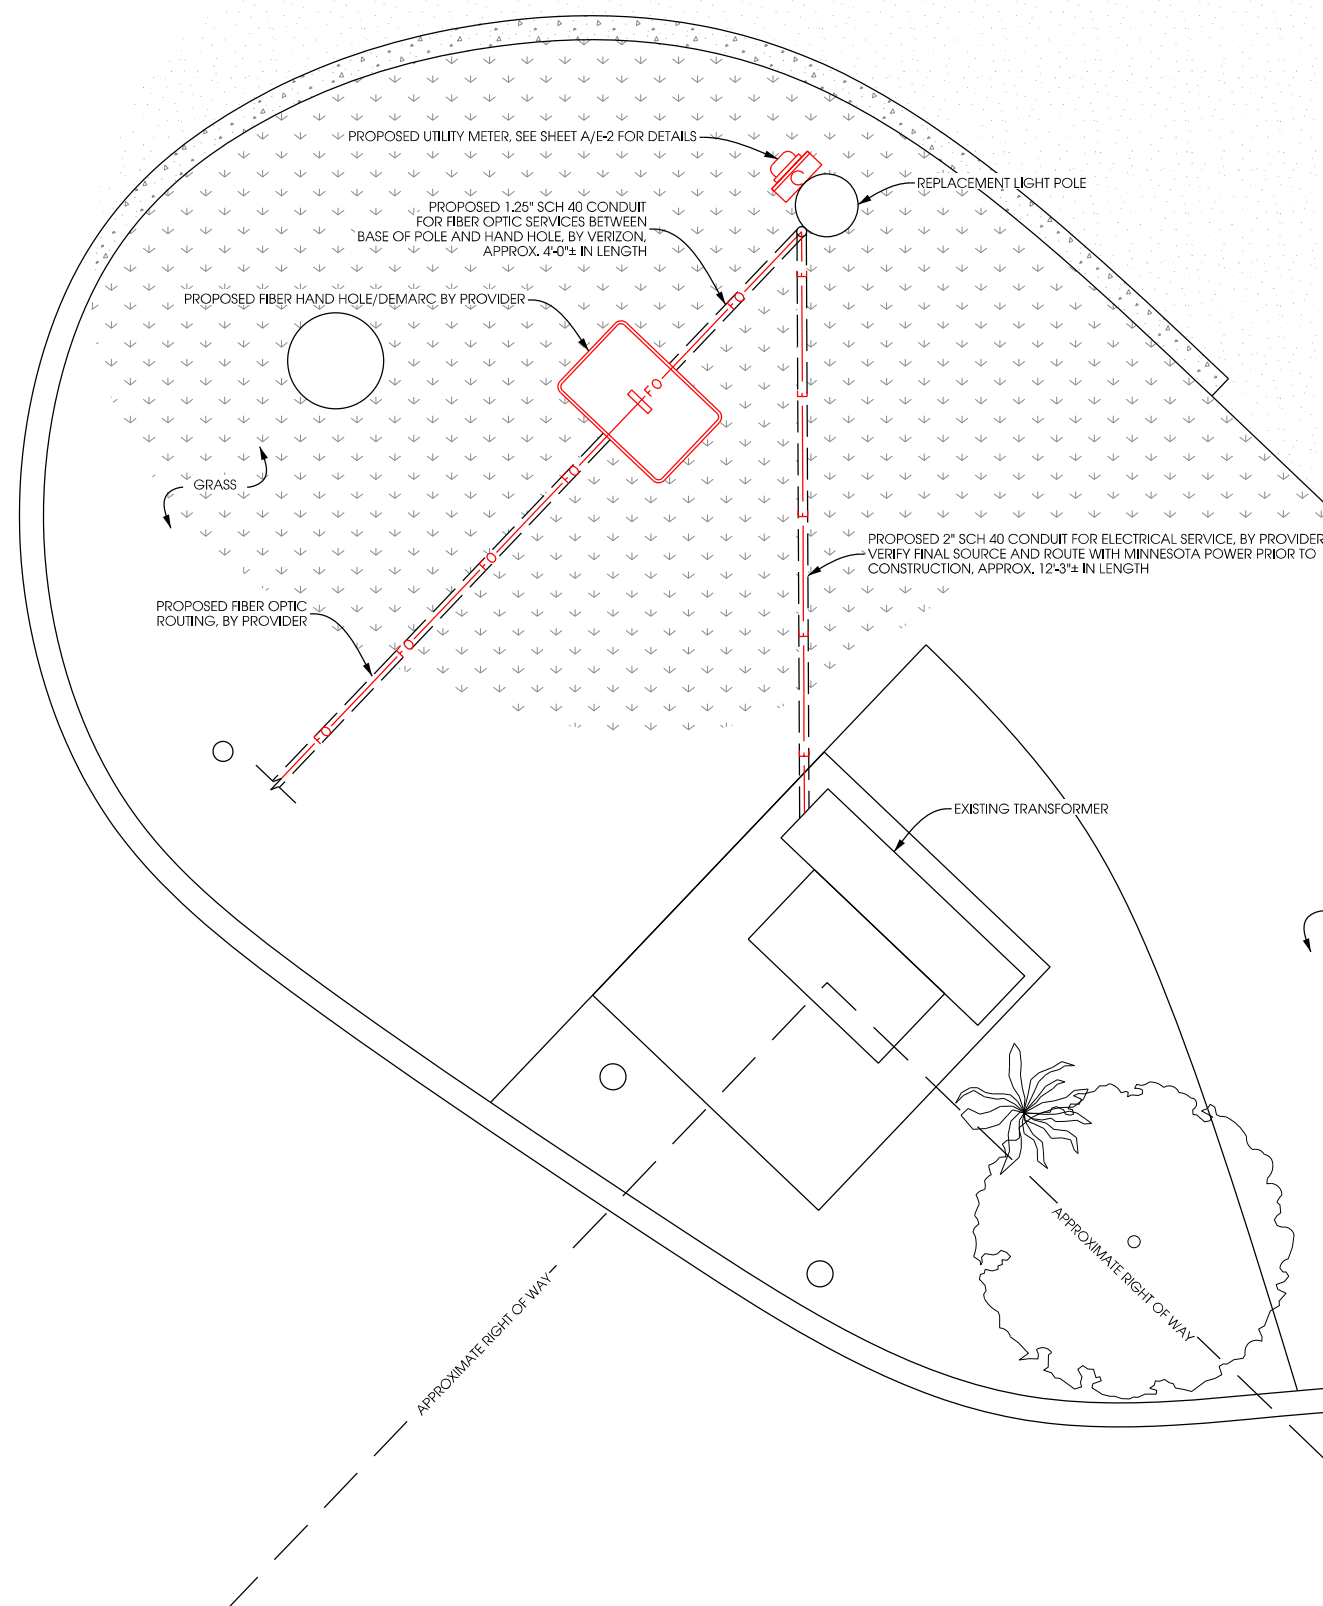 PROPOSED UTILITY METER, SEE SHEET A/E-2 FOR DETAILS
REPLACEMENT LIGHT POLE
PROPOSED 1.25" SCH 40 CONDUIT
FOR FIBER OPTIC SERVICES BETWEEN
BASE OF POLE AND HAND HOLE, BY VERIZON,
APPROX. 4'-0"± IN LENGTH
FO
PROPOSED FIBER HAND HOLE/DEMARC BY PROVIDER
FO
FO
GRASS
PROPOSED 2" SCH 40 CONDUIT FOR ELECTRICAL SERVICE, BY PROVIDER
VERIFY FINAL SOURCE AND ROUTE WITH MINNESOTA POWER PRIOR TO
CONSTRUCTION, APPROX. 12'-3"± IN LENGTH
FO
PROPOSED FIBER OPTIC
ROUTING, BY PROVIDER
FO
FO
EXISTING TRANSFORMER
APPROXIMATE RIGHT OF WAY
APPROXIMATE RIGHT OF WAY